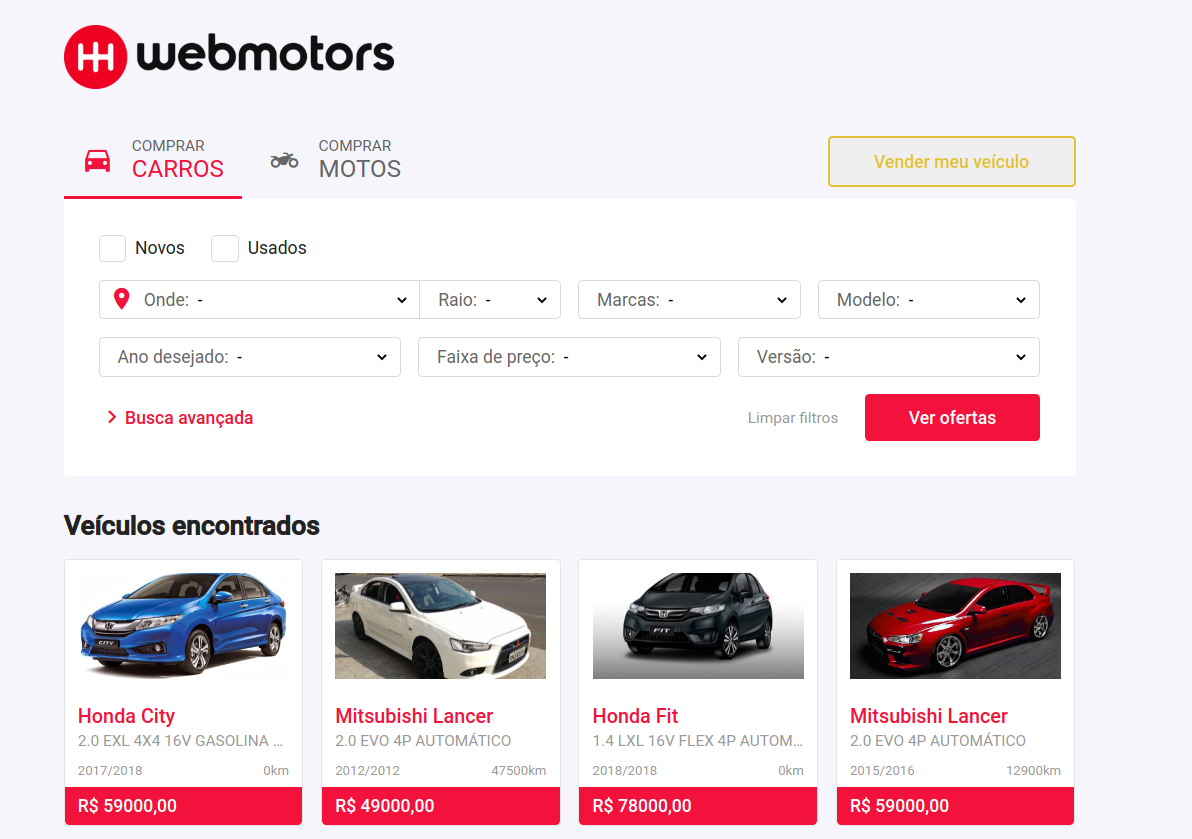 webmotors
COMPRAR
CARROS
COMPRAR
MOTOS
Vender meu veículo
Novos
Usados
Onde: -
Raio: -
Marcas: -
Modelo: -
Ano desejado: -
Faixa de preço: -
Versão: -
Busca avançada
Limpar filtros
Ver ofertas
Veículos encontrados
CITY
Honda City
2.0 EXL 4X4 16V GASOLINA ...
2017/2018 0km
R$ 59000,00
Mitsubishi Lancer
2.0 EVO 4P AUTOMÁTICO
2012/2012 47500km
R$ 49000,00
FIT
Honda Fit
1.4 LXL 16V FLEX 4P AUTOM...
2018/2018 0km
R$ 78000,00
Mitsubishi Lancer
2.0 EVO 4P AUTOMÁTICO
2015/2016 12900km
R$ 59000,00